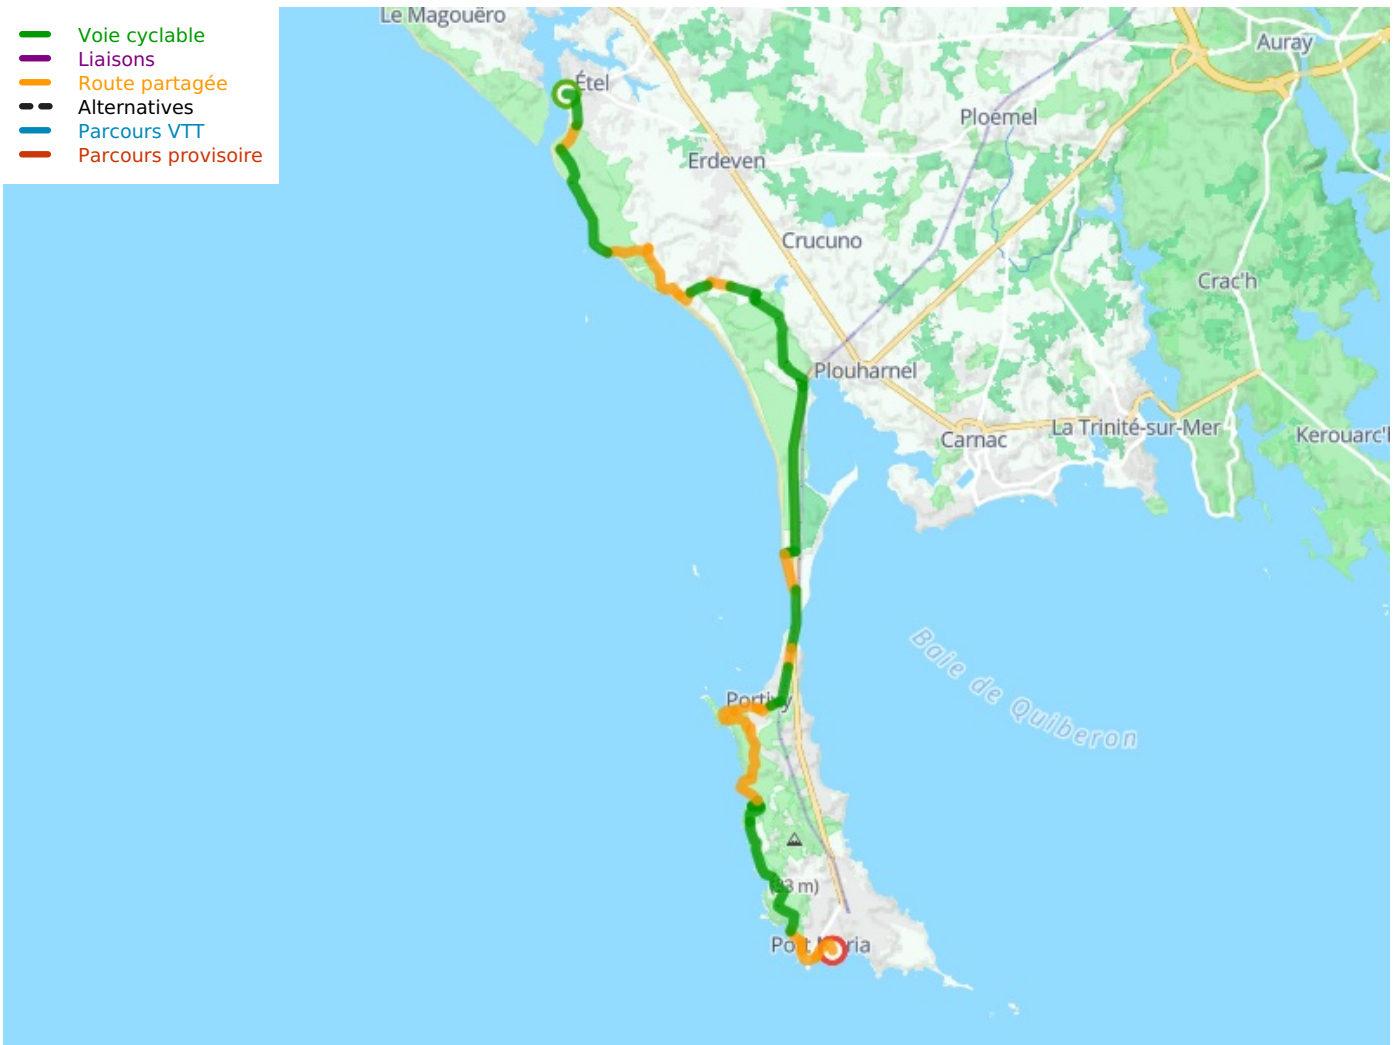 Voie cyclable
Liaisons
Route partagée
Alternatives
Parcours VTT
Parcours provisoire
Le Magouëro
Étel
Auray
Ploemel
Erdeven
Crucuno
Crac'h
Plouharnel
La Trinité-sur-Mer
Carnac
Baie de Quiberon